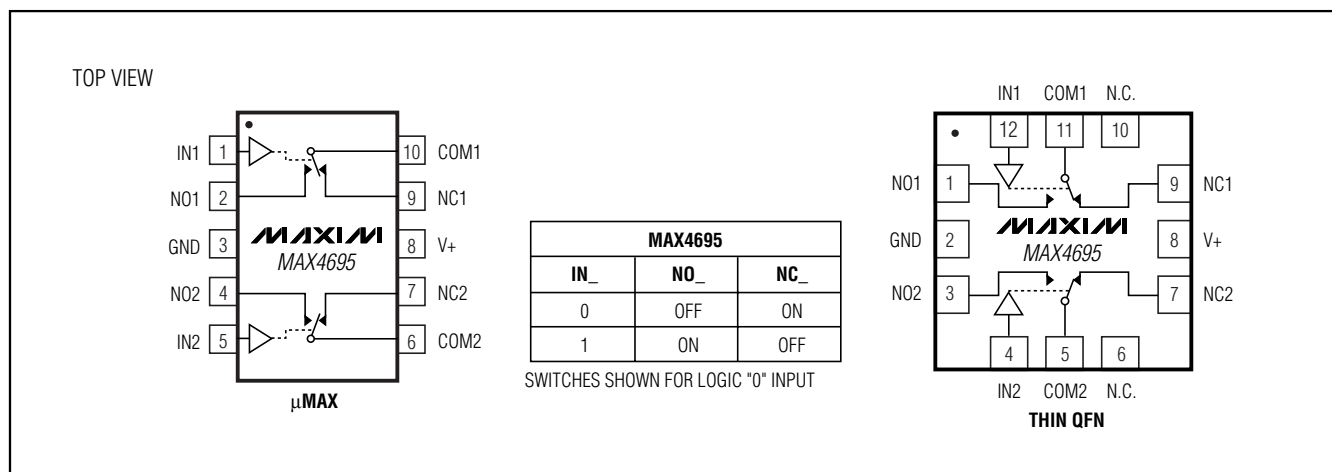 TOP VIEW
IN1 1
NO1 2
GND 3
NO2 4
IN2 5
10 COM1
9 NC1
8 V+
7 NC2
6 COM2
MAXIM
MAX4695
µMAX
MAX4695
IN_ NO_ NC_
0 OFF ON
1 ON OFF
SWITCHES SHOWN FOR LOGIC "0" INPUT
IN1 COM1 N.C.
12 11 10
NO1 1
GND 2
NO2 3
9 NC1
8 V+
7 NC2
MAXIM
MAX4695
4 5 6
IN2 COM2 N.C.
THIN QFN